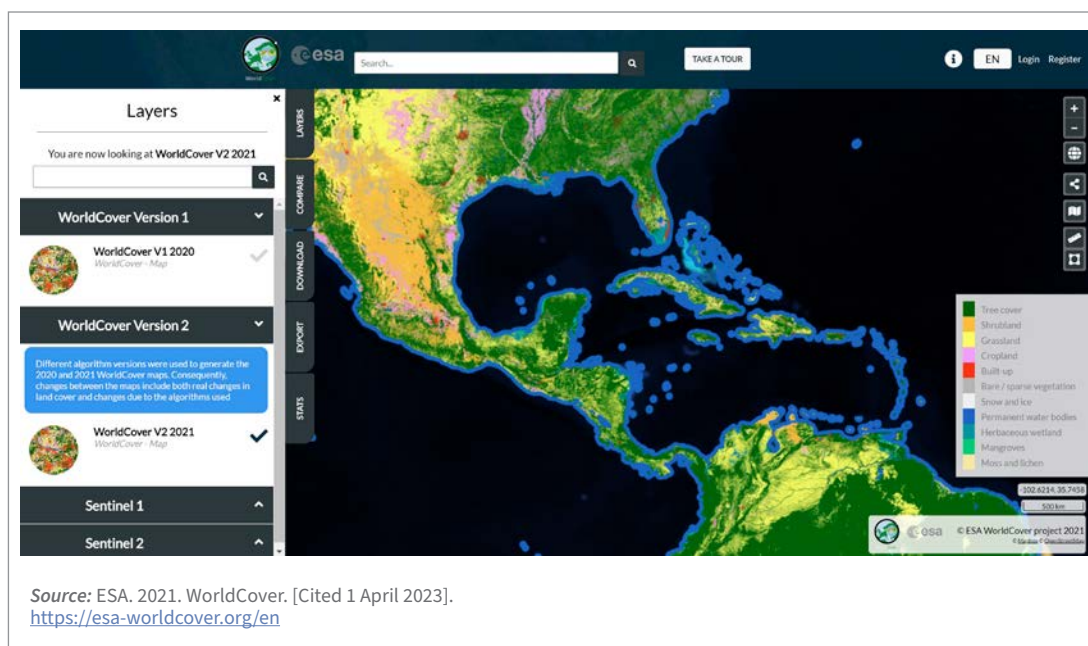 WorldCover
esa
Search...
TAKE A TOUR
i
EN
Login
Register
Layers
You are now looking at WorldCover V2 2021
WorldCover Version 1
WorldCover V1 2020
WorldCover - Map
WorldCover Version 2
Different algorithm versions were used to generate the
2020 and 2021 WorldCover maps. Consequently,
changes between the maps include both real changes in
land cover and changes due to the algorithms used
WorldCover V2 2021
WorldCover - Map
Sentinel 1
Sentinel 2
LAYERS
COMPARE
DOWNLOAD
EXPORT
STATS
Tree cover
Shrubland
Grassland
Cropland
Built-up
Bare / sparse vegetation
Snow and ice
Permanent water bodies
Herbaceous wetland
Mangroves
Moss and lichen
-102.6214, 35.7458
500 km
esa
© ESA WorldCover project 2021
© Mapbox © OpenStreetMap
Source: ESA. 2021. WorldCover. [Cited 1 April 2023].
https://esa-worldcover.org/en